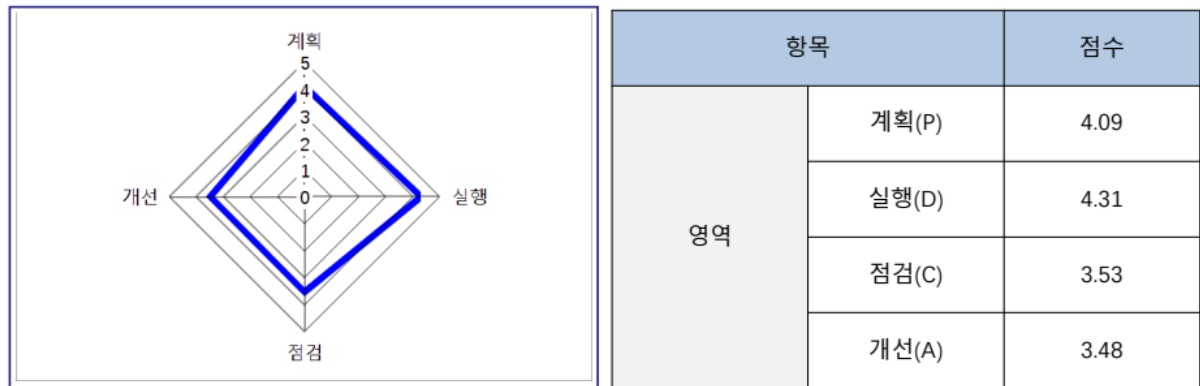 계획
5
4
3
2
1
0
개선
실행
점검
항목 점수
영역
계획(P) 4.09
실행(D) 4.31
점검(C) 3.53
개선(A) 3.48